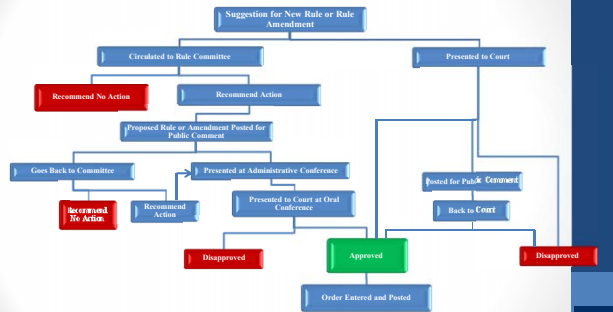 Suggestion for New Rule or Rule
Amendment
Circulated to Rule Committee
Presented to Court
Recommend No Action
Recommend Action
Proposed Rule or Amendment Posted for
Public Comment
Goes Back to Committee
Presented at Administrative Conference
Posted for Public Comment
Recommend
No Action
Recommend
Action
Presented to Court at Oral
Conference
Back to Court
Disapproved
Approved
Disapproved
Order Entered and Posted